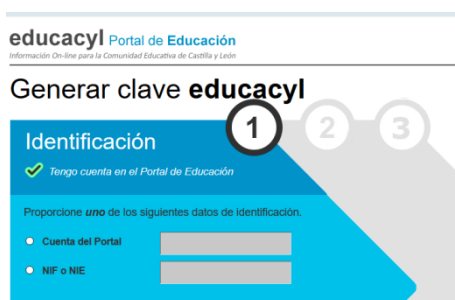 educacyl Portal de Educación
Información On-line para la Comunidad Educativa de Castilla y León
Generar clave educacyl
1 2 3
Identificación
Tengo cuenta en el Portal de Educación
Proporcione uno de los siguientes datos de identificación.
Cuenta del Portal
NIF o NIE